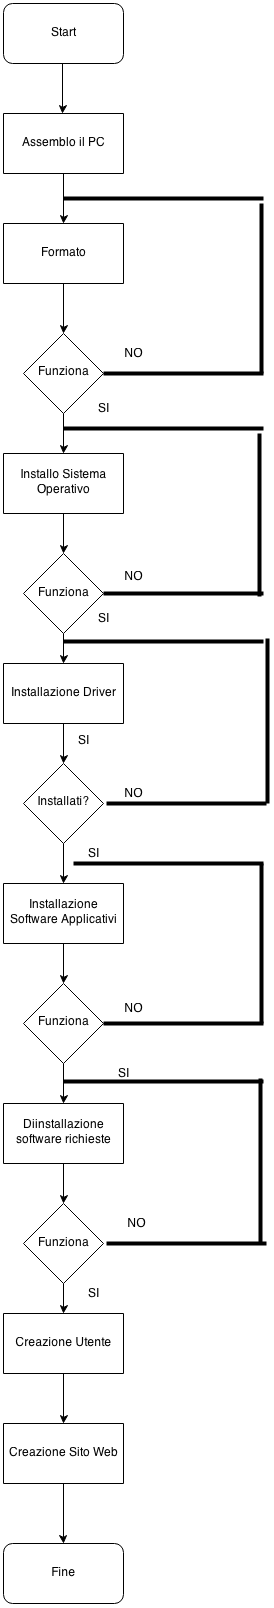 Start
Assemblo il PC
Formato
Funziona
NO
SI
Installo Sistema
Operativo
Funziona
NO
SI
Installazione Driver
SI
Installati?
NO
SI
Installazione
Software Applicativi
Funziona
NO
SI
Diinstallazione
software richieste
Funziona
NO
SI
Creazione Utente
Creazione Sito Web
Fine